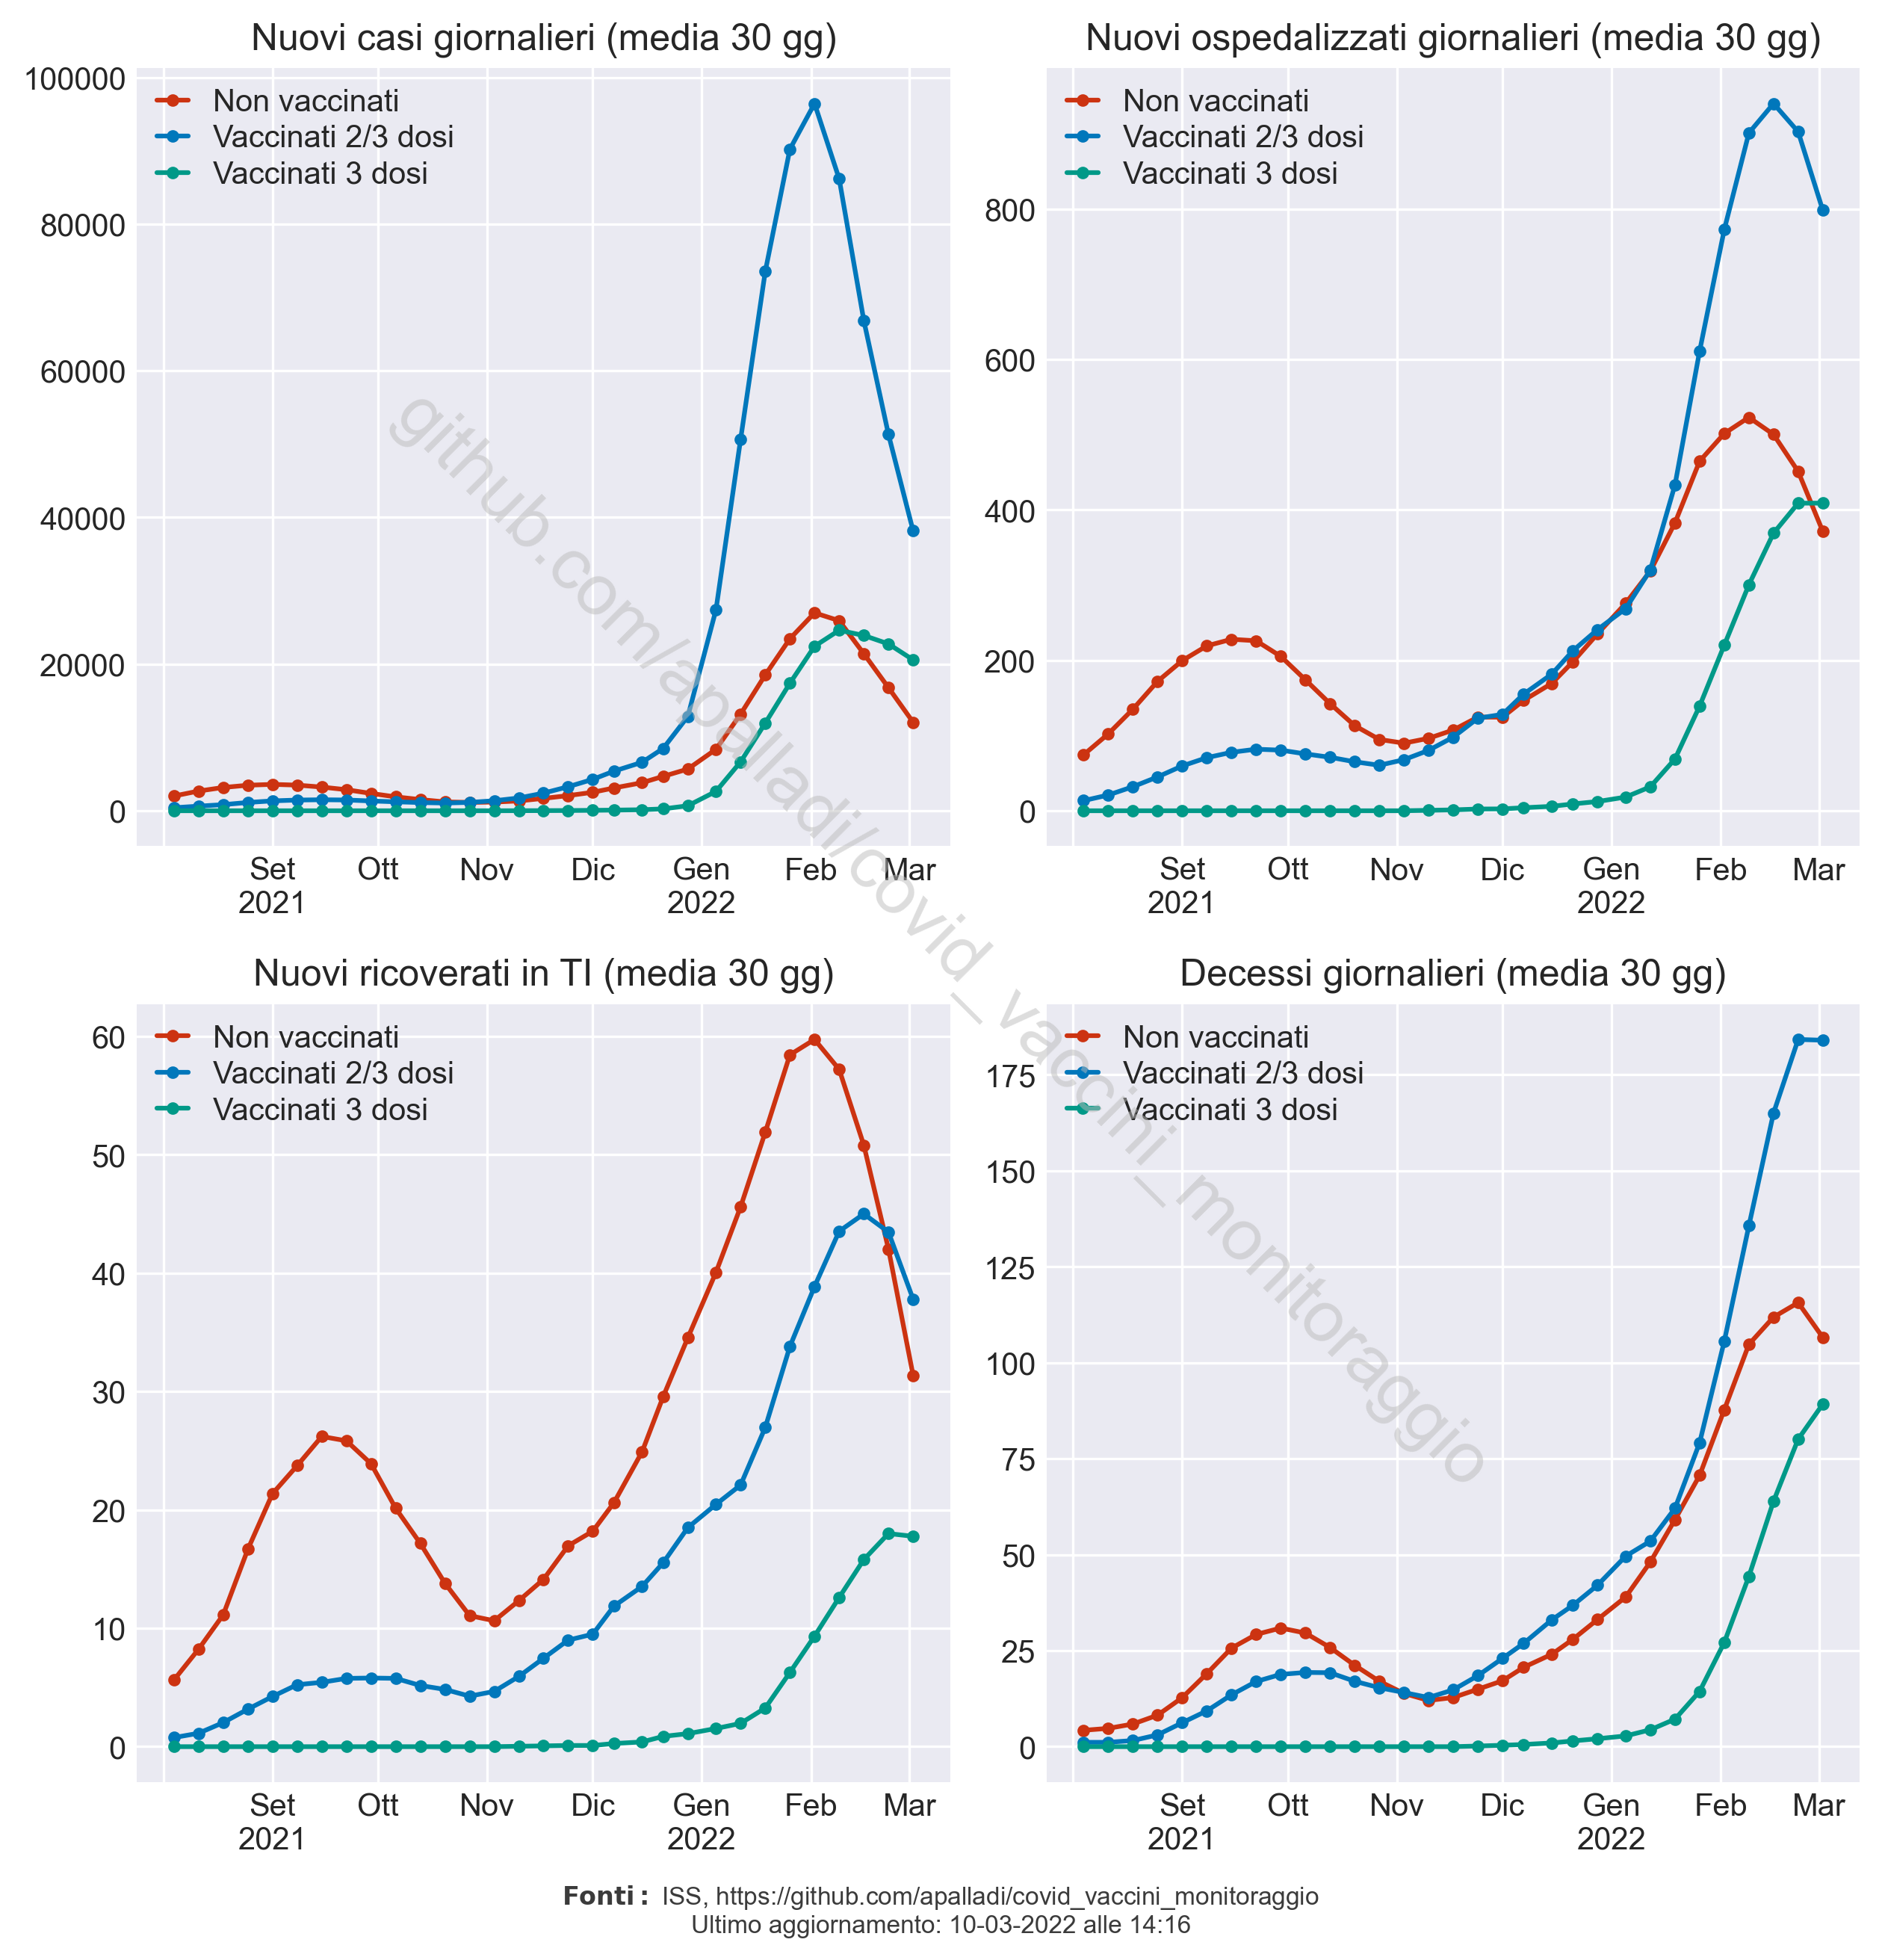 Nuovi casi giornalieri (media 30 gg)
100000
80000
60000
40000
20000
0
Non vaccinati
Vaccinati 2/3 dosi
Vaccinati 3 dosi
Set
2021
Ott
Nov
Dic
Gen
2022
Feb
Mar
Nuovi ospedalizzati giornalieri (media 30 gg)
800
600
400
200
0
Non vaccinati
Vaccinati 2/3 dosi
Vaccinati 3 dosi
Set
2021
Ott
Nov
Dic
Gen
2022
Feb
Mar
Nuovi ricoverati in TI (media 30 gg)
60
50
40
30
20
10
0
Non vaccinati
Vaccinati 2/3 dosi
Vaccinati 3 dosi
Set
2021
Ott
Nov
Dic
Gen
2022
Feb
Mar
Decessi giornalieri (media 30 gg)
175
150
125
100
75
50
25
0
Non vaccinati
Vaccinati 2/3 dosi
Vaccinati 3 dosi
Set
2021
Ott
Nov
Dic
Gen
2022
Feb
Mar
github.com/apalladi/covid_vaccini_monitoraggio
Fonti: ISS, https://github.com/apalladi/covid_vaccini_monitoraggio
Ultimo aggiornamento: 10-03-2022 alle 14:16